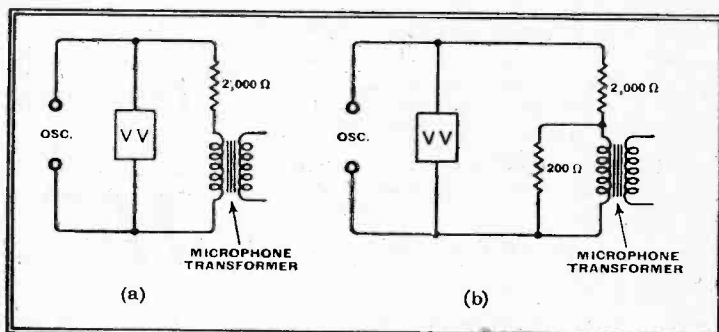 2,000 Ω
OSC.
VV
MICROPHONE
TRANSFORMER
(a)
2,000 Ω
OSC.
VV
200 Ω
MICROPHONE
TRANSFORMER
(b)